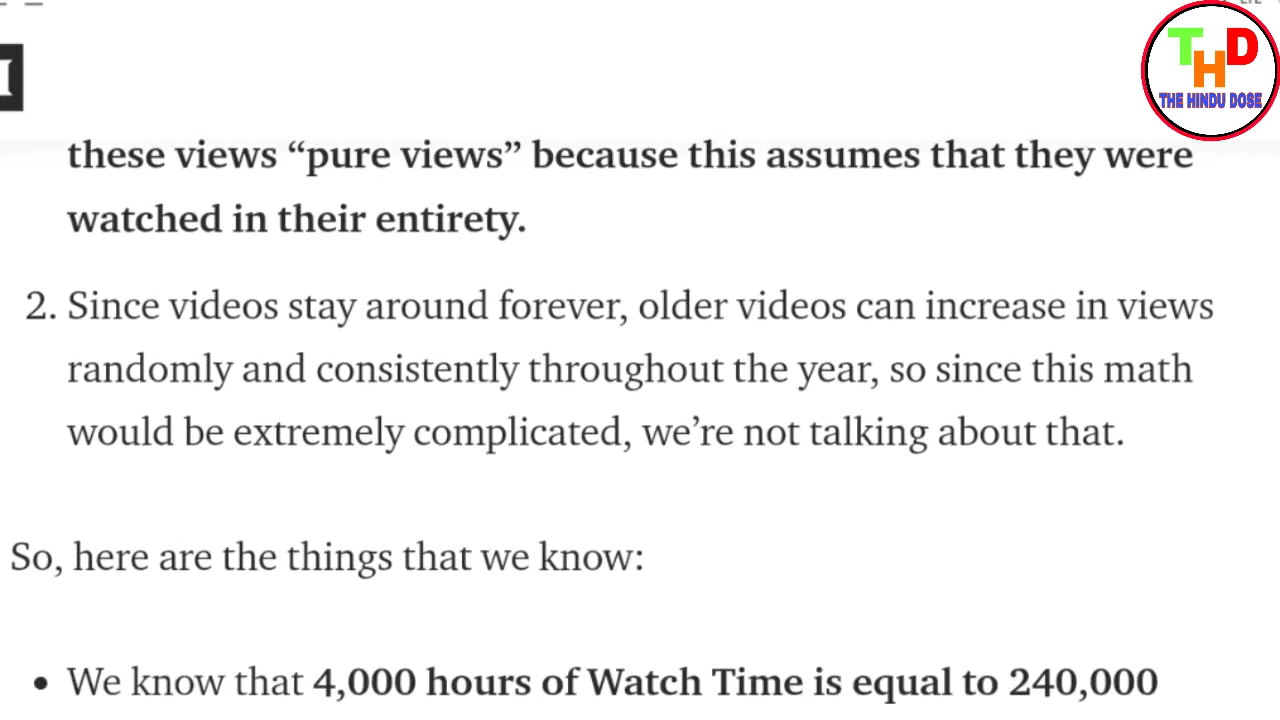 THD
THE HINDU DOSE
these views “pure views” because this assumes that they were
watched in their entirety.
2. Since videos stay around forever, older videos can increase in views
randomly and consistently throughout the year, so since this math
would be extremely complicated, we’re not talking about that.
So, here are the things that we know:
• We know that 4,000 hours of Watch Time is equal to 240,000